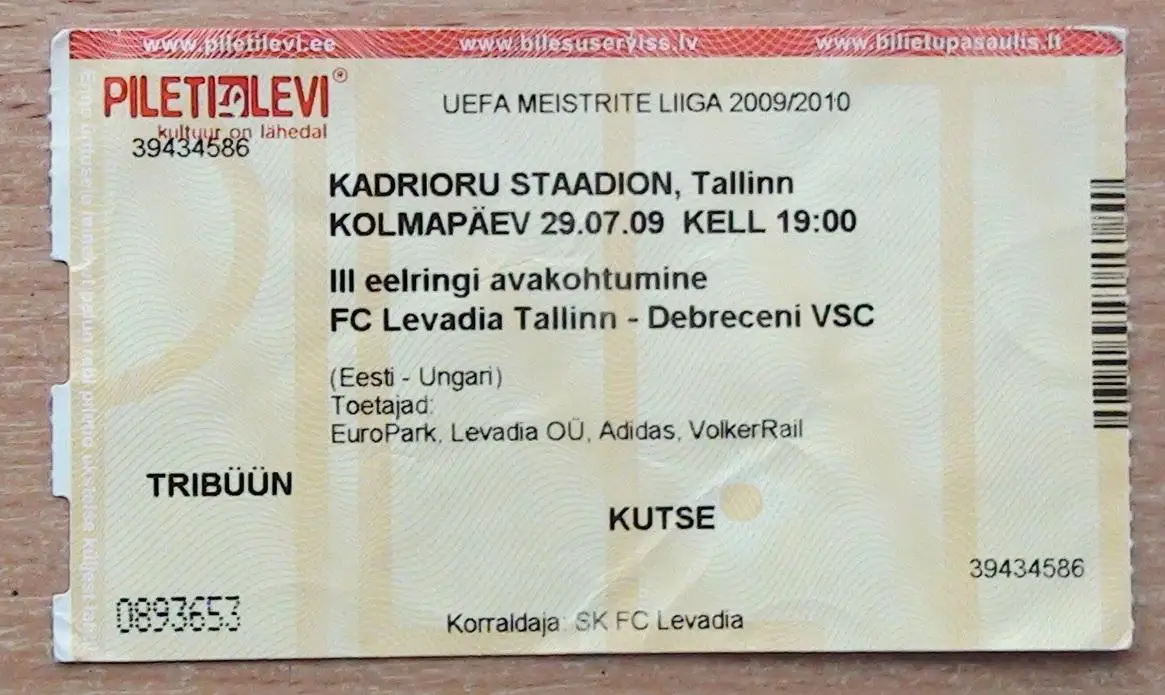 www.piletilevi.ee www.bilesuserviss.lv www.bilietupasaulis.lt
PILETILEVI®
kultuur on lähedal
39434586
UEFA MEISTRITE LIIGA 2009/2010
KADRIORU STAADION, Tallinn
KOLMAPÄEV 29.07.09 KELL 19:00
III eelringi avakohtumine
FC Levadia Tallinn - Debreceni VSC
(Eesti - Ungari)
Toetajad:
EuroPark, Levadia OÜ, Adidas, VolkerRail
TRIBÜÜN
KUTSE
39434586
0893653
Korraldaja: SK FC Levadia